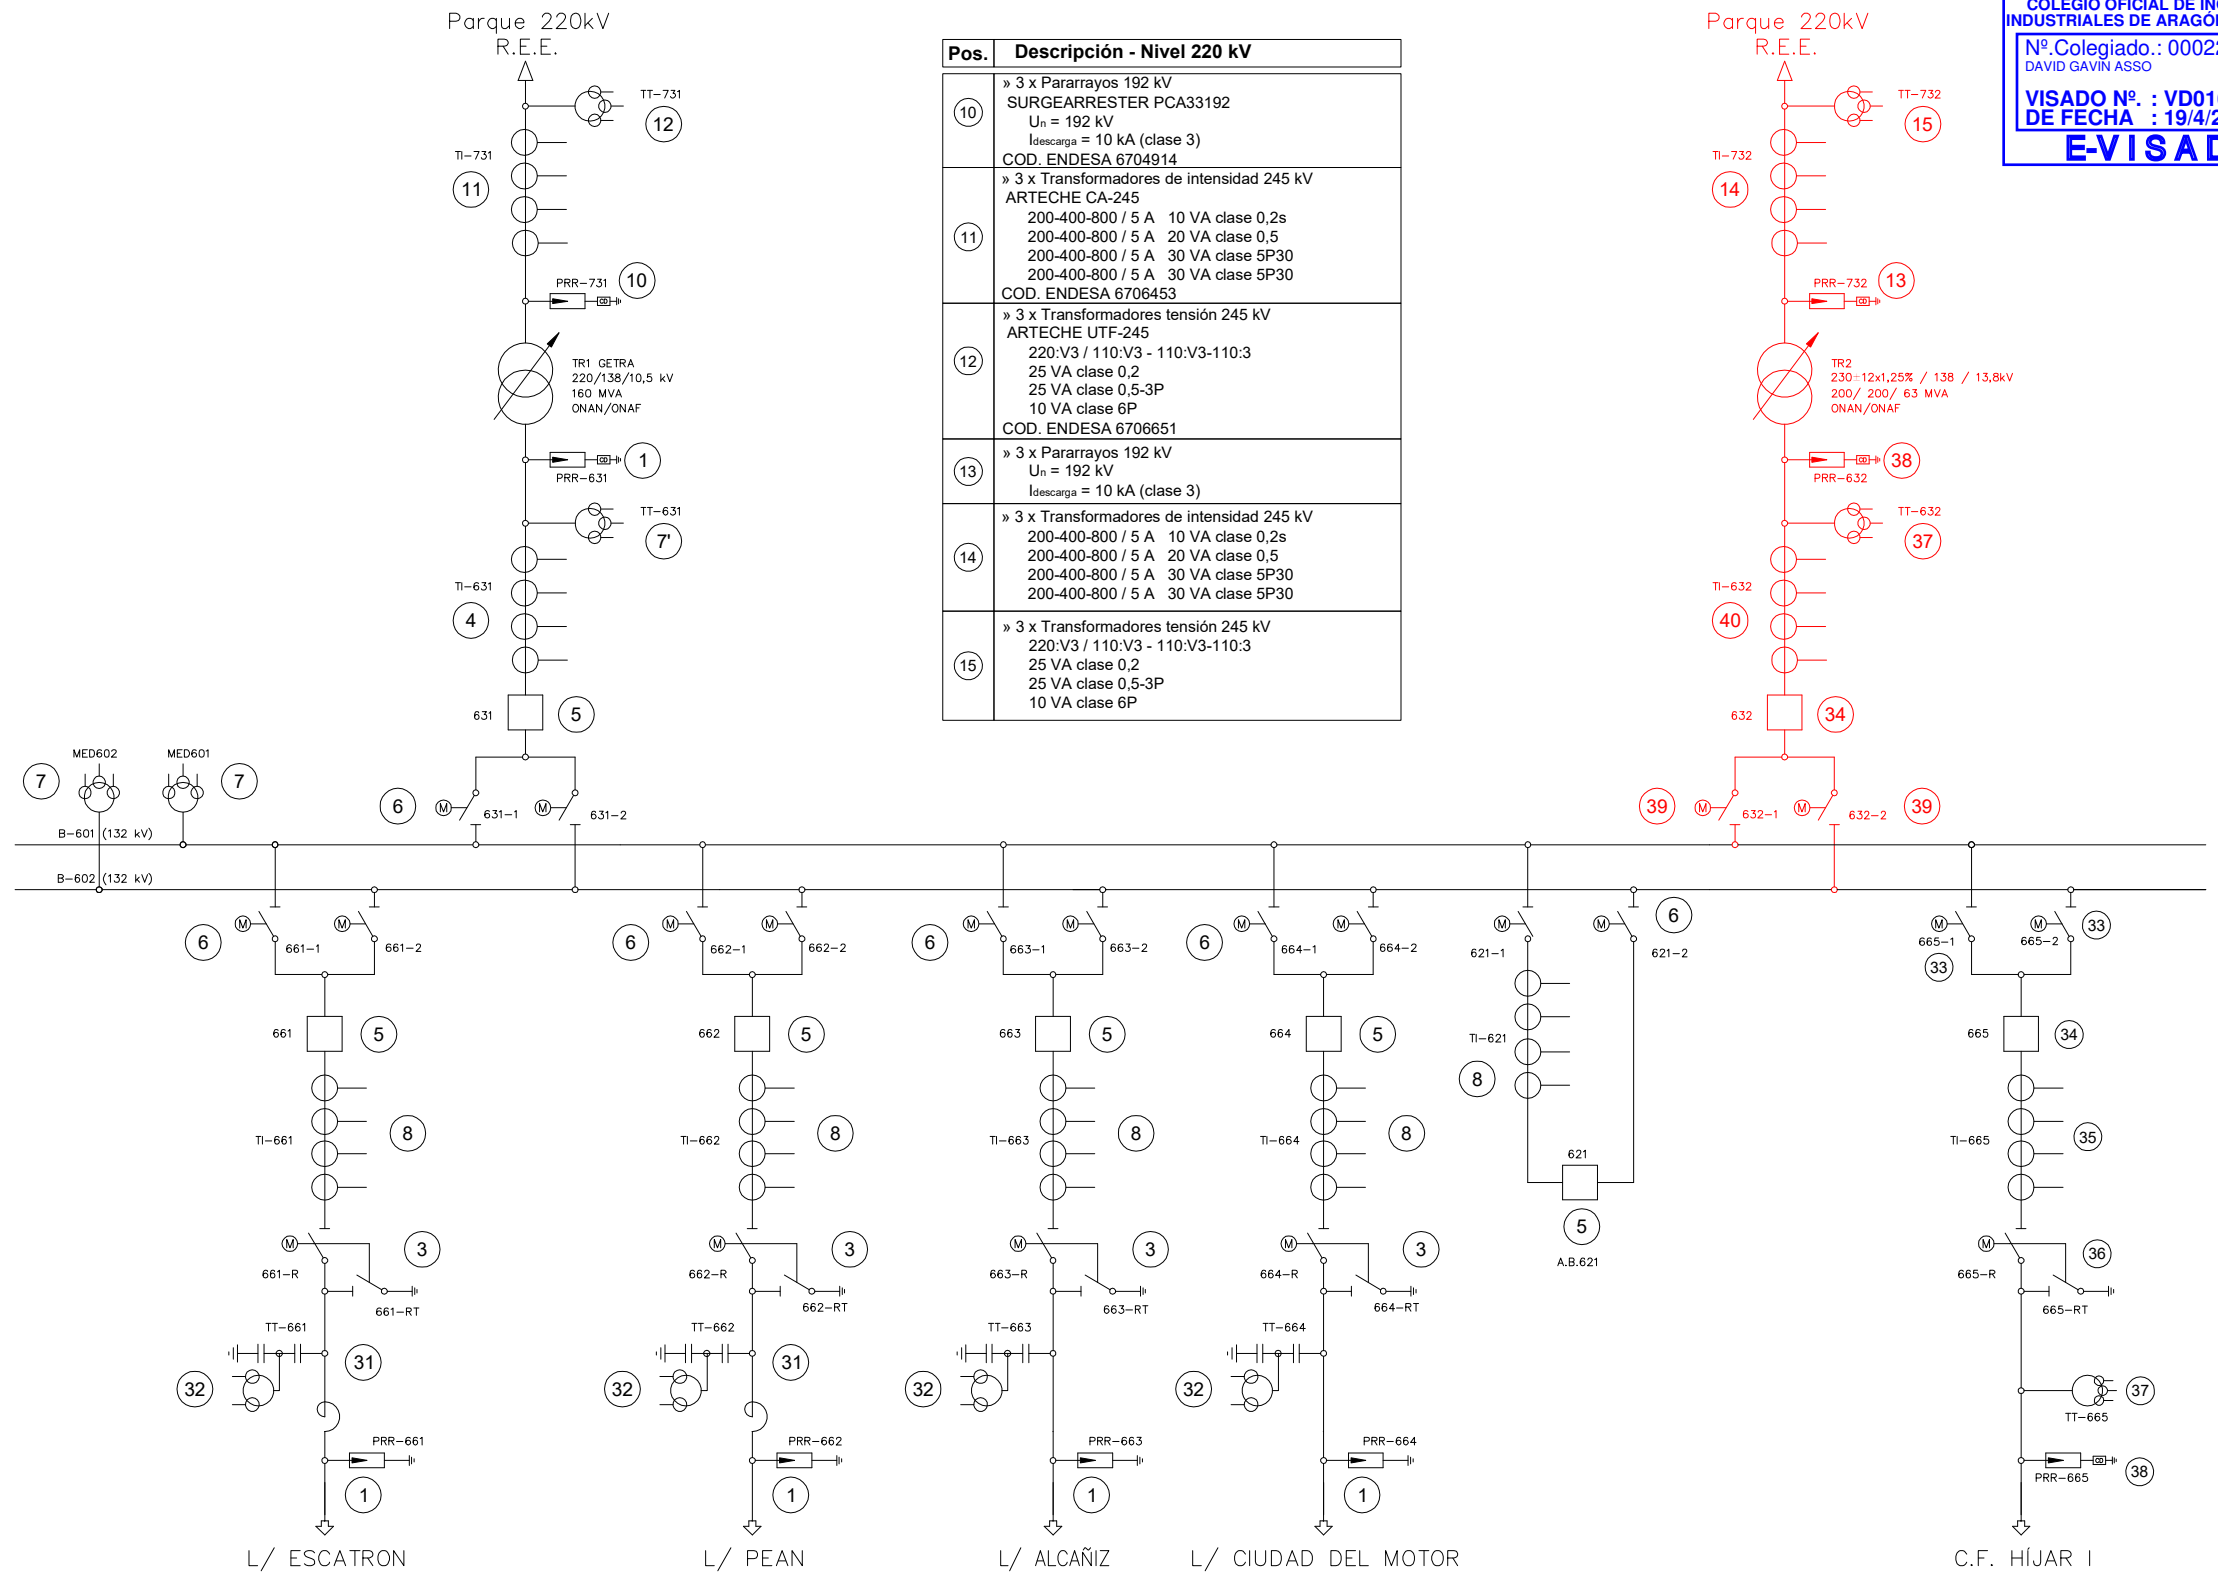 Parque 220kV
R.E.E.
TT-731
12
TI-731
11
PRR-731
10
TR1 GETRA
220/138/10,5 kV
160 MVA
ONAN/ONAF
1
PRR-631
TT-631
7'
TI-631
4
631
5
6
M
631-1
M
631-2
Pos.
Descripción - Nivel 220 kV
10
» 3 x Pararrayos 192 kV
SURGEARRESTER PCA33192
Un = 192 kV
Idescarga = 10 kA (clase 3)
COD. ENDESA 6704914
11
» 3 x Transformadores de intensidad 245 kV
ARTECHE CA-245
200-400-800 / 5 A 10 VA clase 0,2s
200-400-800 / 5 A 20 VA clase 0,5
200-400-800 / 5 A 30 VA clase 5P30
200-400-800 / 5 A 30 VA clase 5P30
COD. ENDESA 6706453
12
» 3 x Transformadores tensión 245 kV
ARTECHE UTF-245
220:V3 / 110:V3 - 110:V3-110:3
25 VA clase 0,2
25 VA clase 0,5-3P
10 VA clase 6P
COD. ENDESA 6706651
13
» 3 x Pararrayos 192 kV
Un = 192 kV
Idescarga = 10 kA (clase 3)
14
» 3 x Transformadores de intensidad 245 kV
200-400-800 / 5 A 10 VA clase 0,2s
200-400-800 / 5 A 20 VA clase 0,5
200-400-800 / 5 A 30 VA clase 5P30
200-400-800 / 5 A 30 VA clase 5P30
15
» 3 x Transformadores tensión 245 kV
220:V3 / 110:V3 - 110:V3-110:3
25 VA clase 0,2
25 VA clase 0,5-3P
10 VA clase 6P
Parque 220kV
R.E.E.
TT-732
15
TI-732
14
PRR-732
13
TR2
230±12x1,25% / 138 / 13,8kV
200/ 200/ 63 MVA
ONAN/ONAF
38
PRR-632
TT-632
37
TI-632
40
632
34
39
M
632-1
M
632-2
39
COLEGIO OFICIAL DE
INDUSTRIALES DE
Nº.Colegiado.:
DAVID GAVIN ASSO
VISADO Nº. :
DE FECHA :
7
MED602
MED601
7
B-601 (132 kV)
B-602 (132 kV)
6
M
661-1
M
661-2
661
5
TI-661
8
M
3
661-R
661-RT
TT-661
31
32
PRR-661
1
L/ ESCATRON
6
M
662-1
M
662-2
662
5
TI-662
8
M
3
662-R
662-RT
TT-662
31
32
PRR-662
1
L/ PEAN
6
M
663-1
M
663-2
663
5
TI-663
8
M
3
663-R
663-RT
TT-663
32
PRR-663
1
L/ ALCAÑIZ
6
M
664-1
M
664-2
664
5
TI-664
8
M
3
664-R
664-RT
TT-664
32
PRR-664
1
L/ CIUDAD DEL MOTOR
M
621-1
M
6
621-2
TI-621
8
621
5
A.B.621
M
665-1
33
M
665-2
33
665
34
TI-665
35
M
36
665-R
665-RT
37
TT-665
PRR-665
38
C.F. HÍJAR I